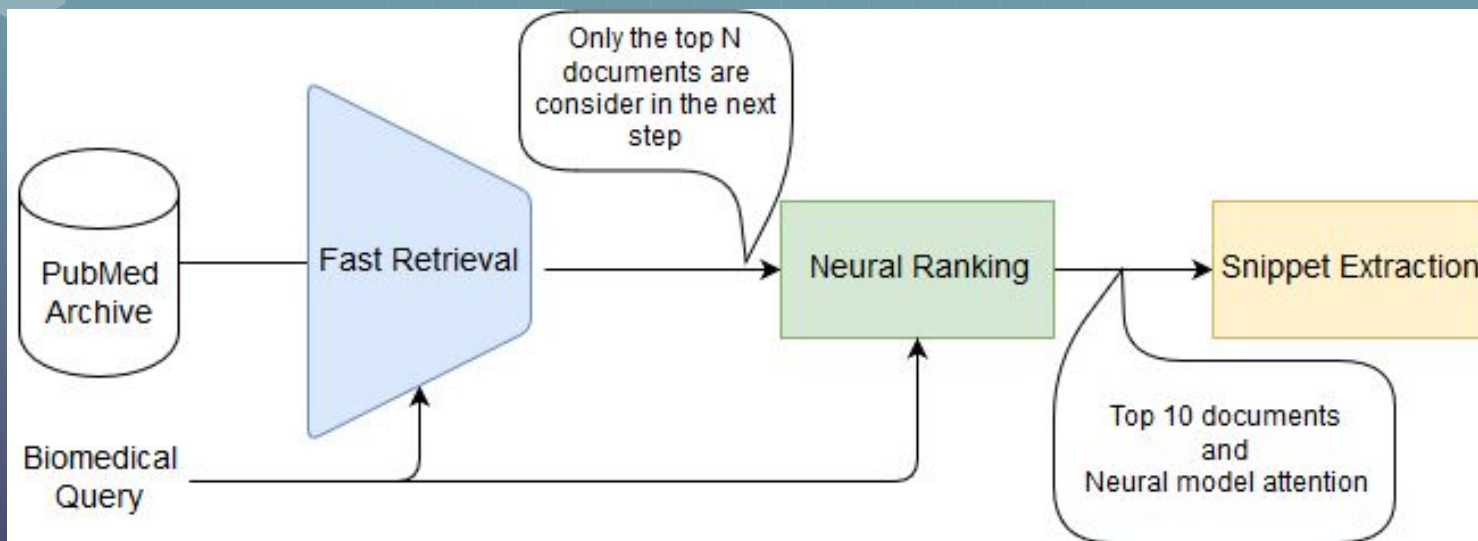 Only the top N
documents are
consider in the next
step
PubMed
Archive
Fast Retrieval
Neural Ranking
Snippet Extraction
Biomedical
Query
Top 10 documents
and
Neural model attention